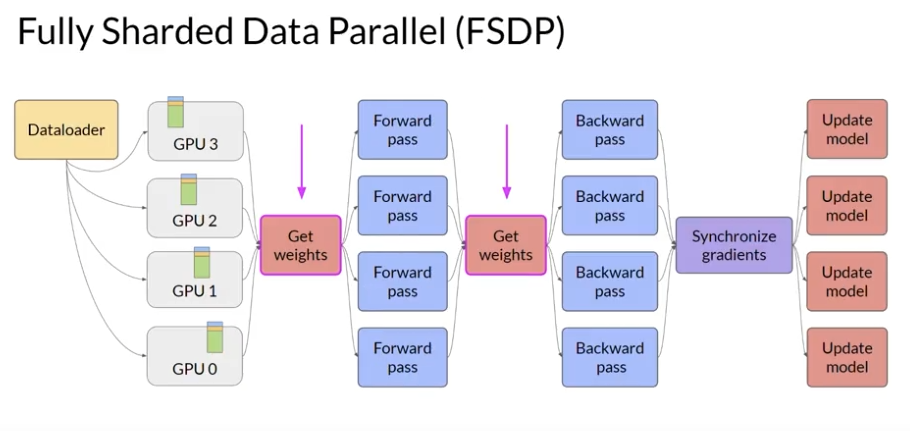 Fully Sharded Data Parallel (FSDP)
Dataloader
GPU 3
GPU 2
GPU 1
GPU 0
Get
weights
Forward
pass
Forward
pass
Forward
pass
Forward
pass
Get
weights
Backward
pass
Backward
pass
Backward
pass
Backward
pass
Synchronize
gradients
Update
model
Update
model
Update
model
Update
model